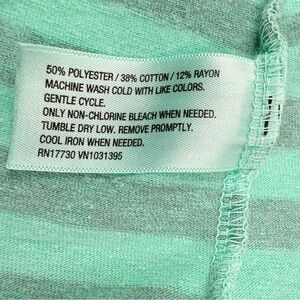 50% POLYESTER / 38% COTTON / 12% RAYON
MACHINE WASH COLD WITH LIKE COLORS.
GENTLE CYCLE.
ONLY NON-CHLORINE BLEACH WHEN NEEDED.
TUMBLE DRY LOW. REMOVE PROMPTLY.
COOL IRON WHEN NEEDED.
RN17730 VN1031395